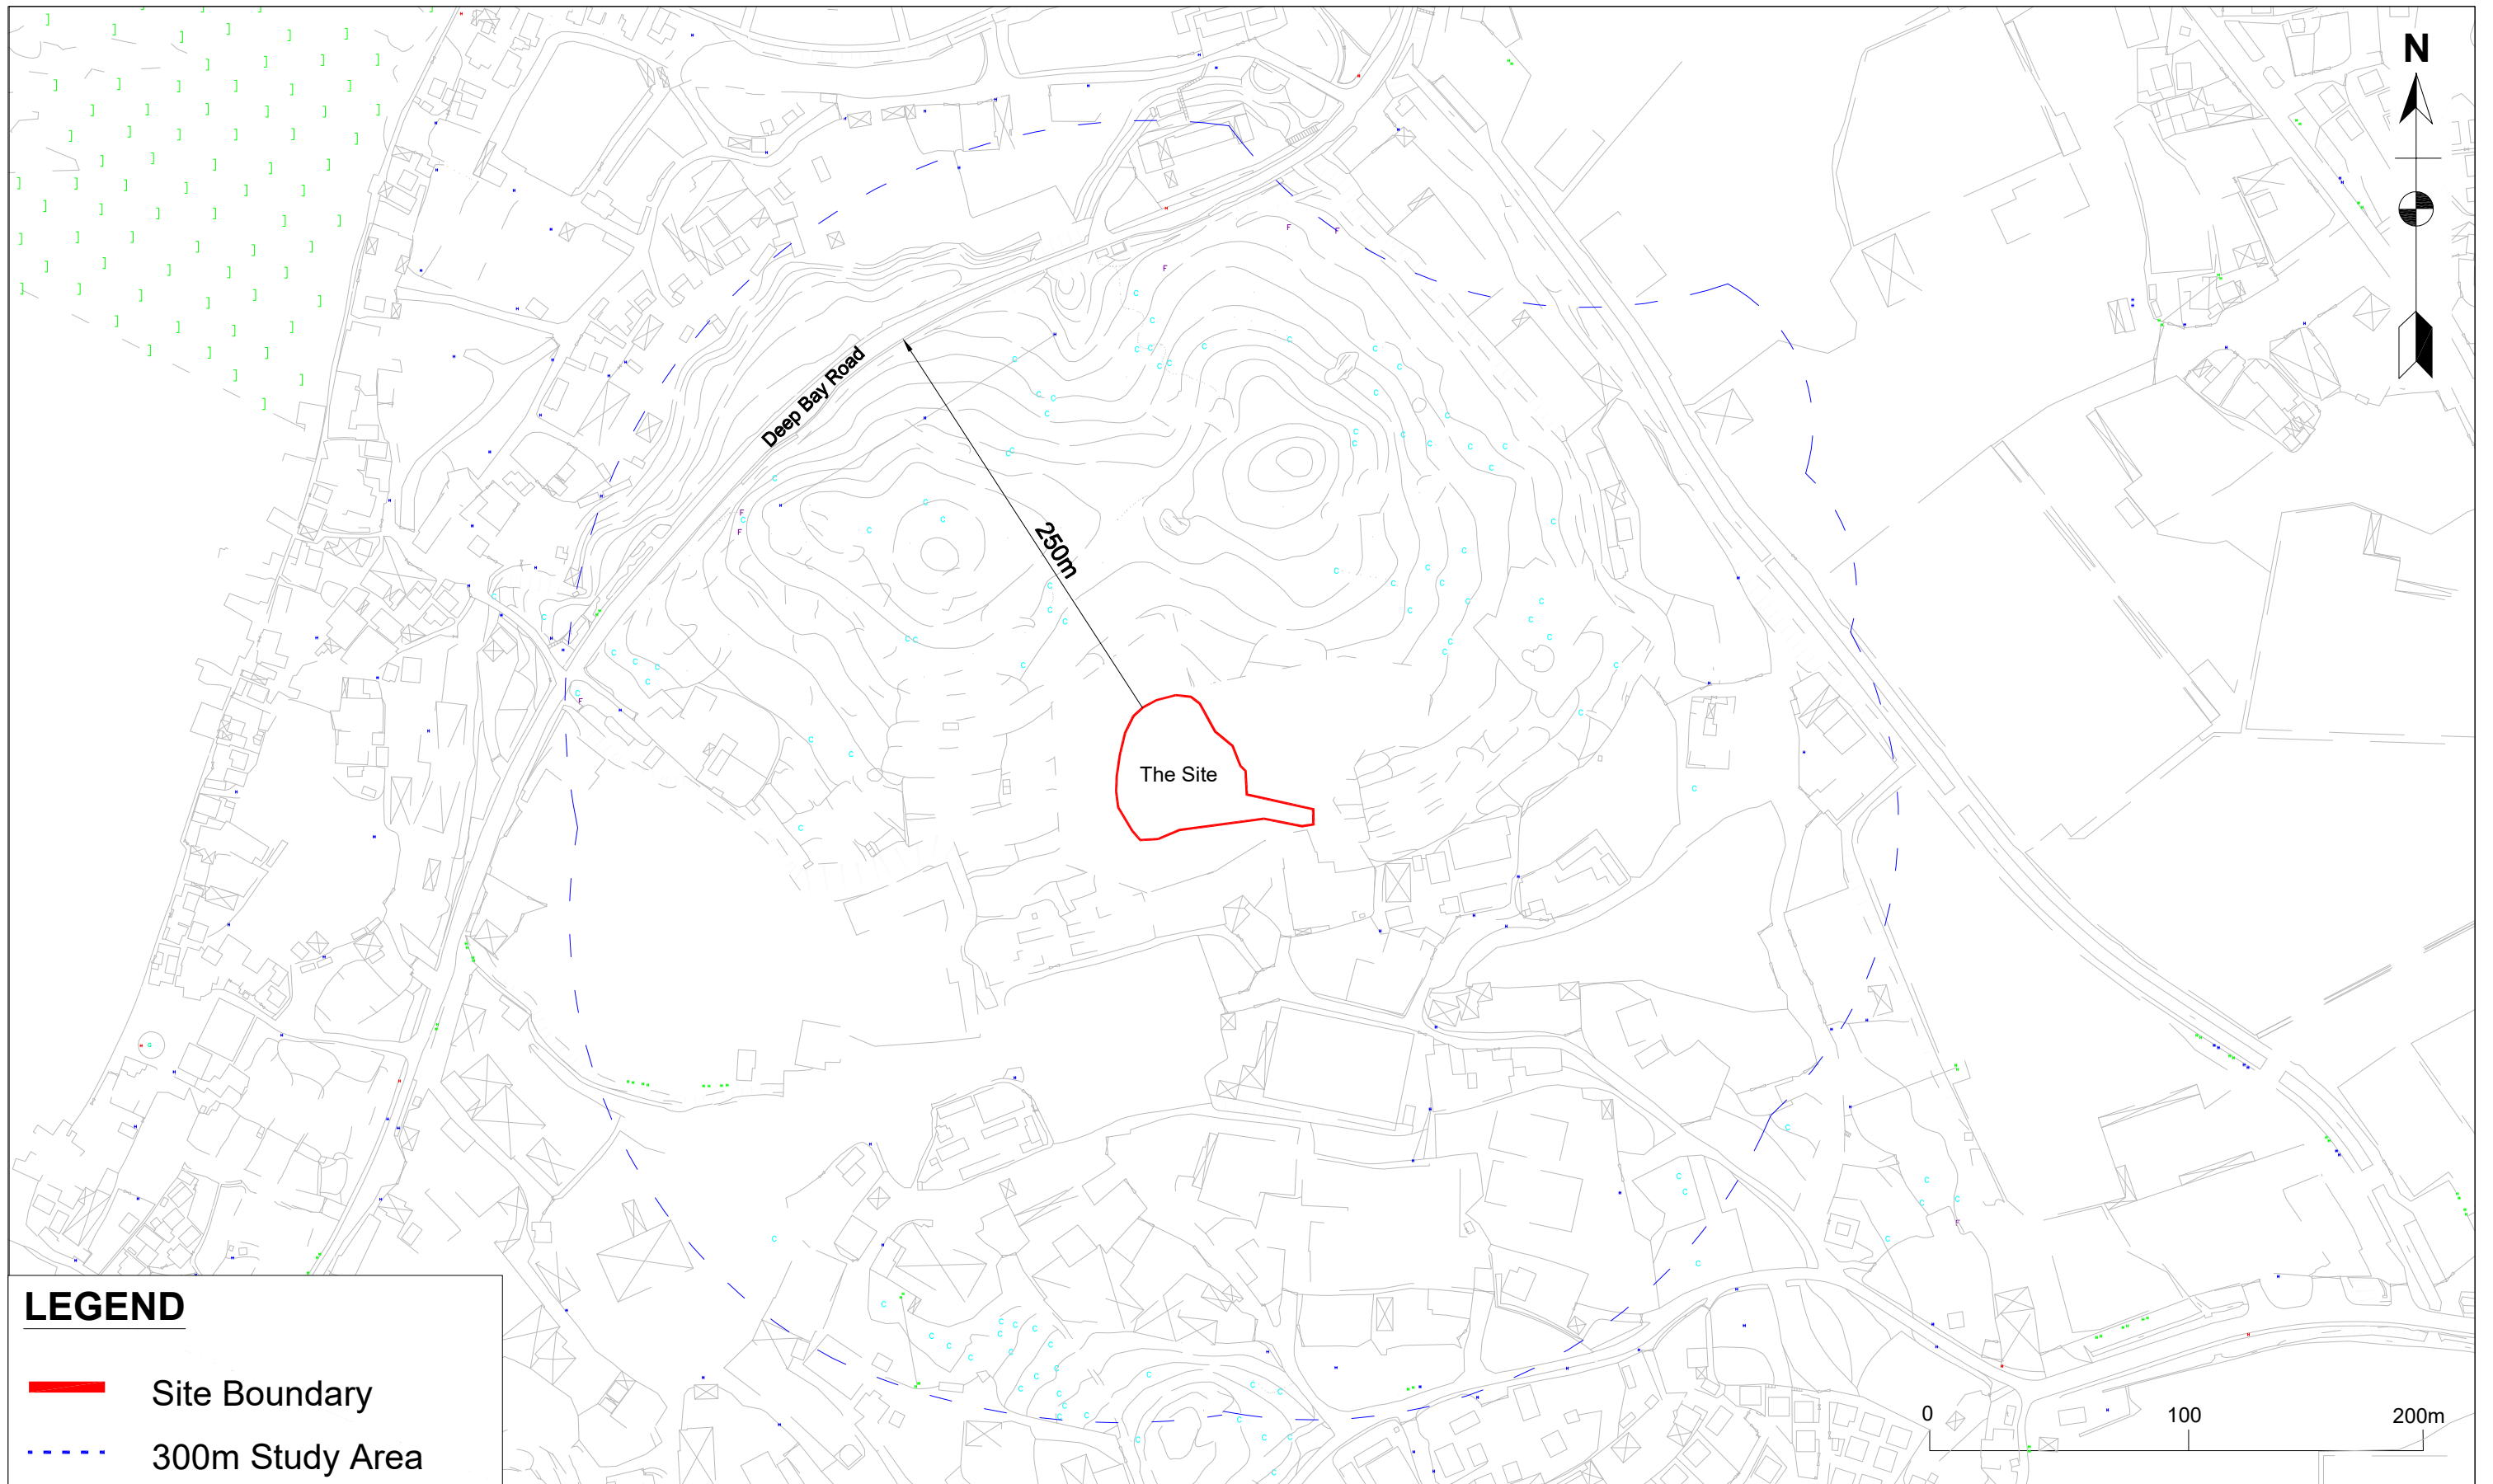 N
Deep Bay Road
250m
The Site
LEGEND
Site Boundary
300m Study Area
0 100 200m